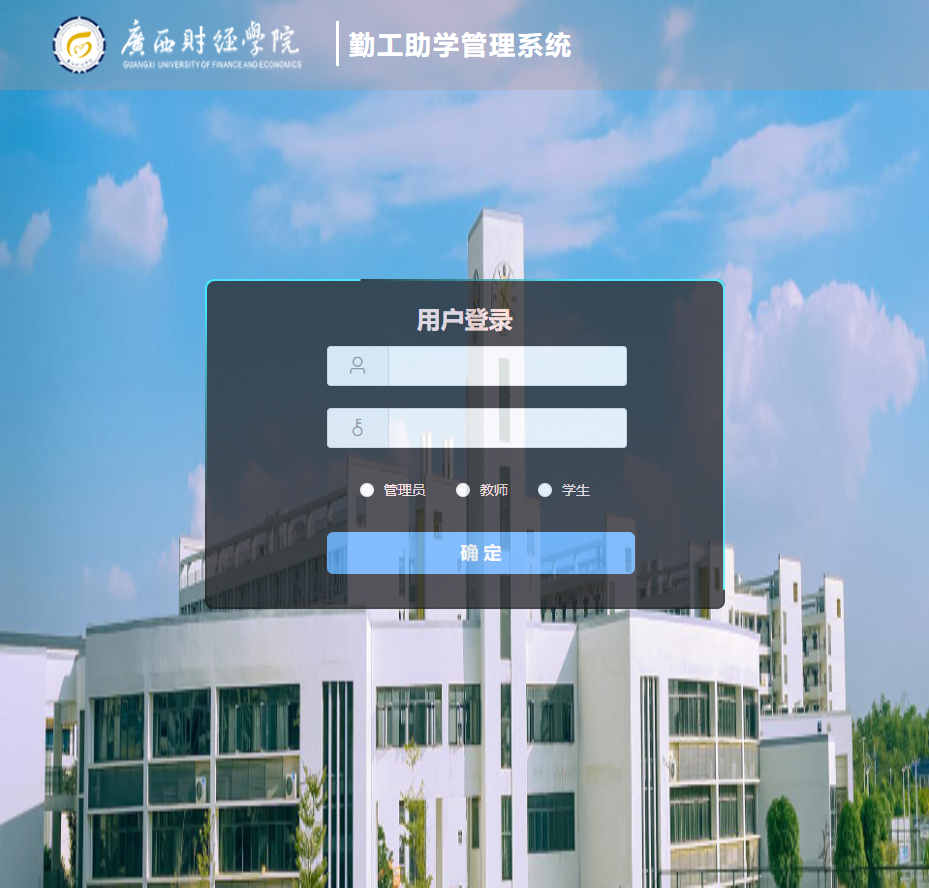 廣西財經學院
GUANGXI UNIVERSITY OF FINANCE AND ECONOMICS
勤工助学管理系统
用户登录
管理员 教师 学生
确 定